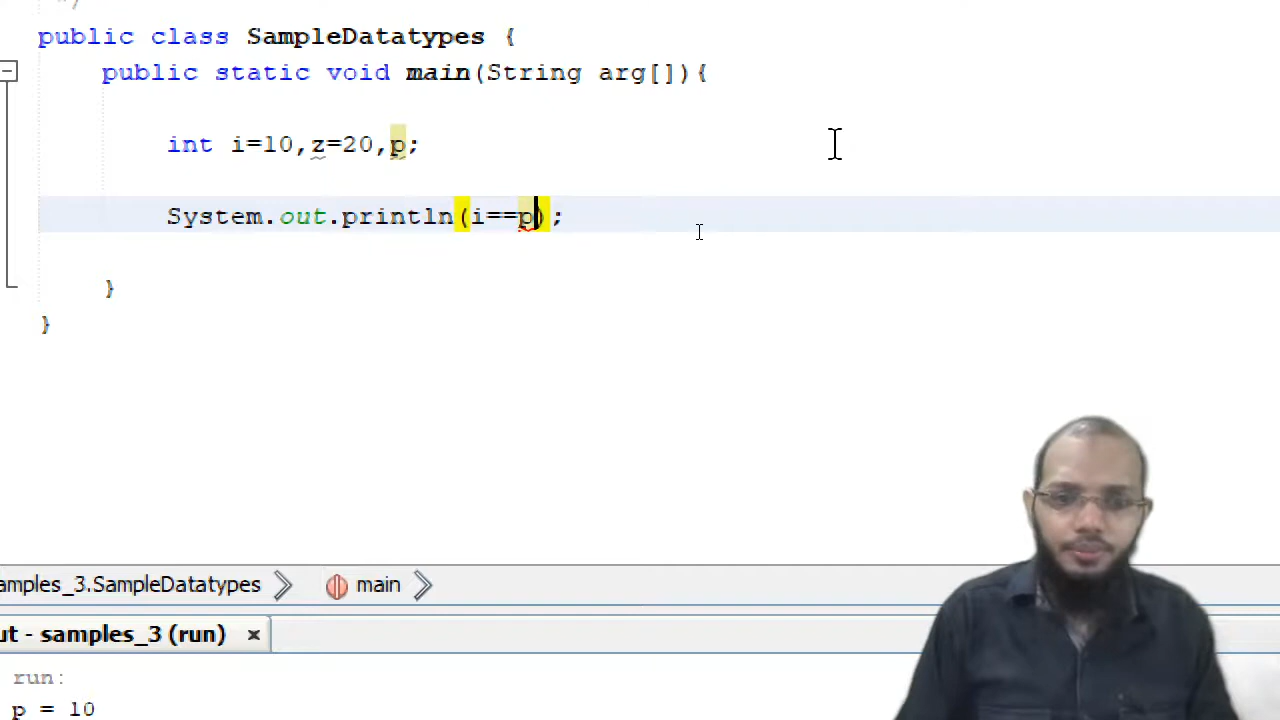 */
public class SampleDatatypes {
public static void main(String arg[]){
int i=10,z=20,p;
System.out.println(i==p);
}
}
amples_3.SampleDatatypes main
ut - samples_3 (run) ×
run:
p = 10